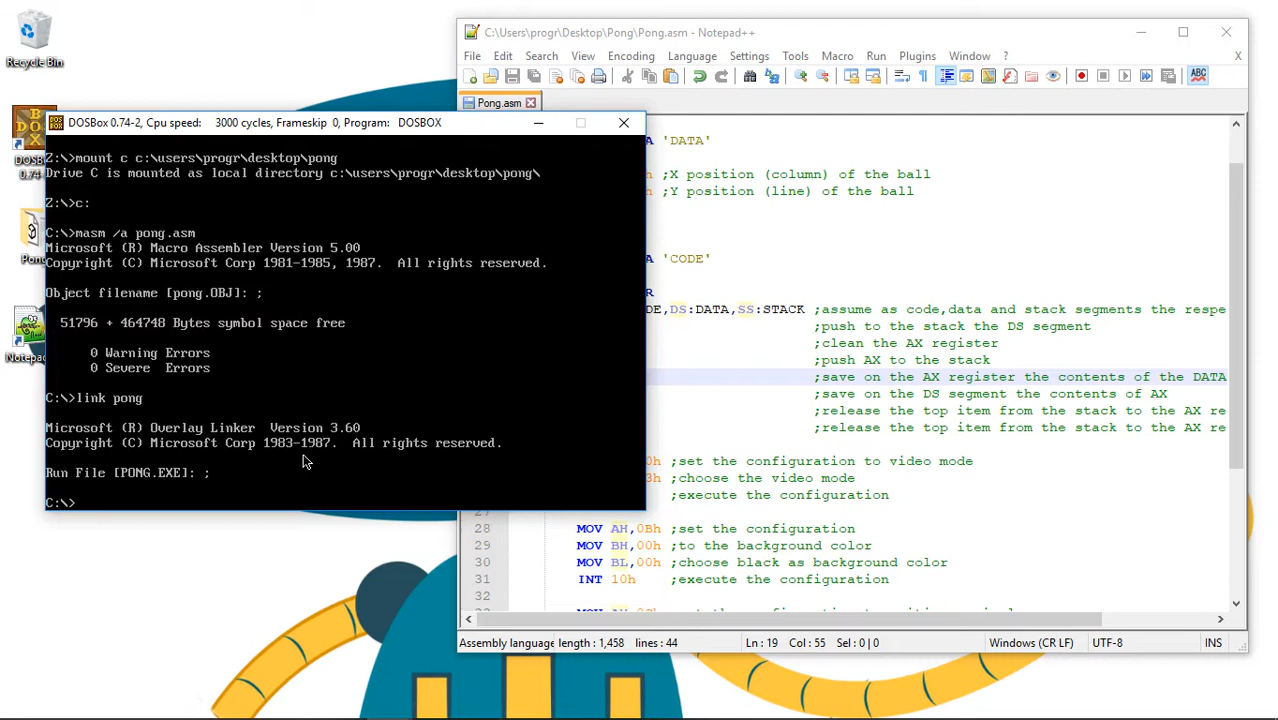 Recycle Bin
DOS
0.74-
Pong
Notepa
C:\Users\progr\Desktop\Pong\Pong.asm - Notepad++
File Edit Search View Encoding Language Settings Tools Macro Run Plugins Window ? X
ABC
Pong.asm
DOSBox 0.74-2, Cpu speed: 3000 cycles, Frameskip 0, Program: DOSBOX
Z:\>mount c c:\users\progr\desktop\pong
Drive C is mounted as local directory c:\users\progr\desktop\pong\
Z:\>c:
C:\>masm /a pong.asm
Microsoft (R) Macro Assembler Version 5.00
Copyright (C) Microsoft Corp 1981-1985, 1987. All rights reserved.
Object filename [pong.OBJ]: ;
51796 + 464748 Bytes symbol space free
0 Warning Errors
0 Severe Errors
C:\>link pong
Microsoft (R) Overlay Linker Version 3.60
Copyright (C) Microsoft Corp 1983-1987. All rights reserved.
Run File [PONG.EXE]: ;
C:\>
A 'DATA'
h ;X position (column) of the ball
h ;Y position (line) of the ball
A 'CODE'
R
DE,DS:DATA,SS:STACK ;assume as code,data and stack segments the respe
;push to the stack the DS segment
;clean the AX register
;push AX to the stack
;save on the AX register the contents of the DATA
;save on the DS segment the contents of AX
;release the top item from the stack to the AX re
;release the top item from the stack to the AX re
0h ;set the configuration to video mode
3h ;choose the video mode
;execute the configuration
27
28 MOV AH,0Bh ;set the configuration
29 MOV BH,00h ;to the background color
30 MOV BL,00h ;choose black as background color
31 INT 10h ;execute the configuration
32
Assembly language length : 1,458 lines : 44 Ln : 19 Col : 55 Sel : 0 | 0 Windows (CR LF) UTF-8 INS